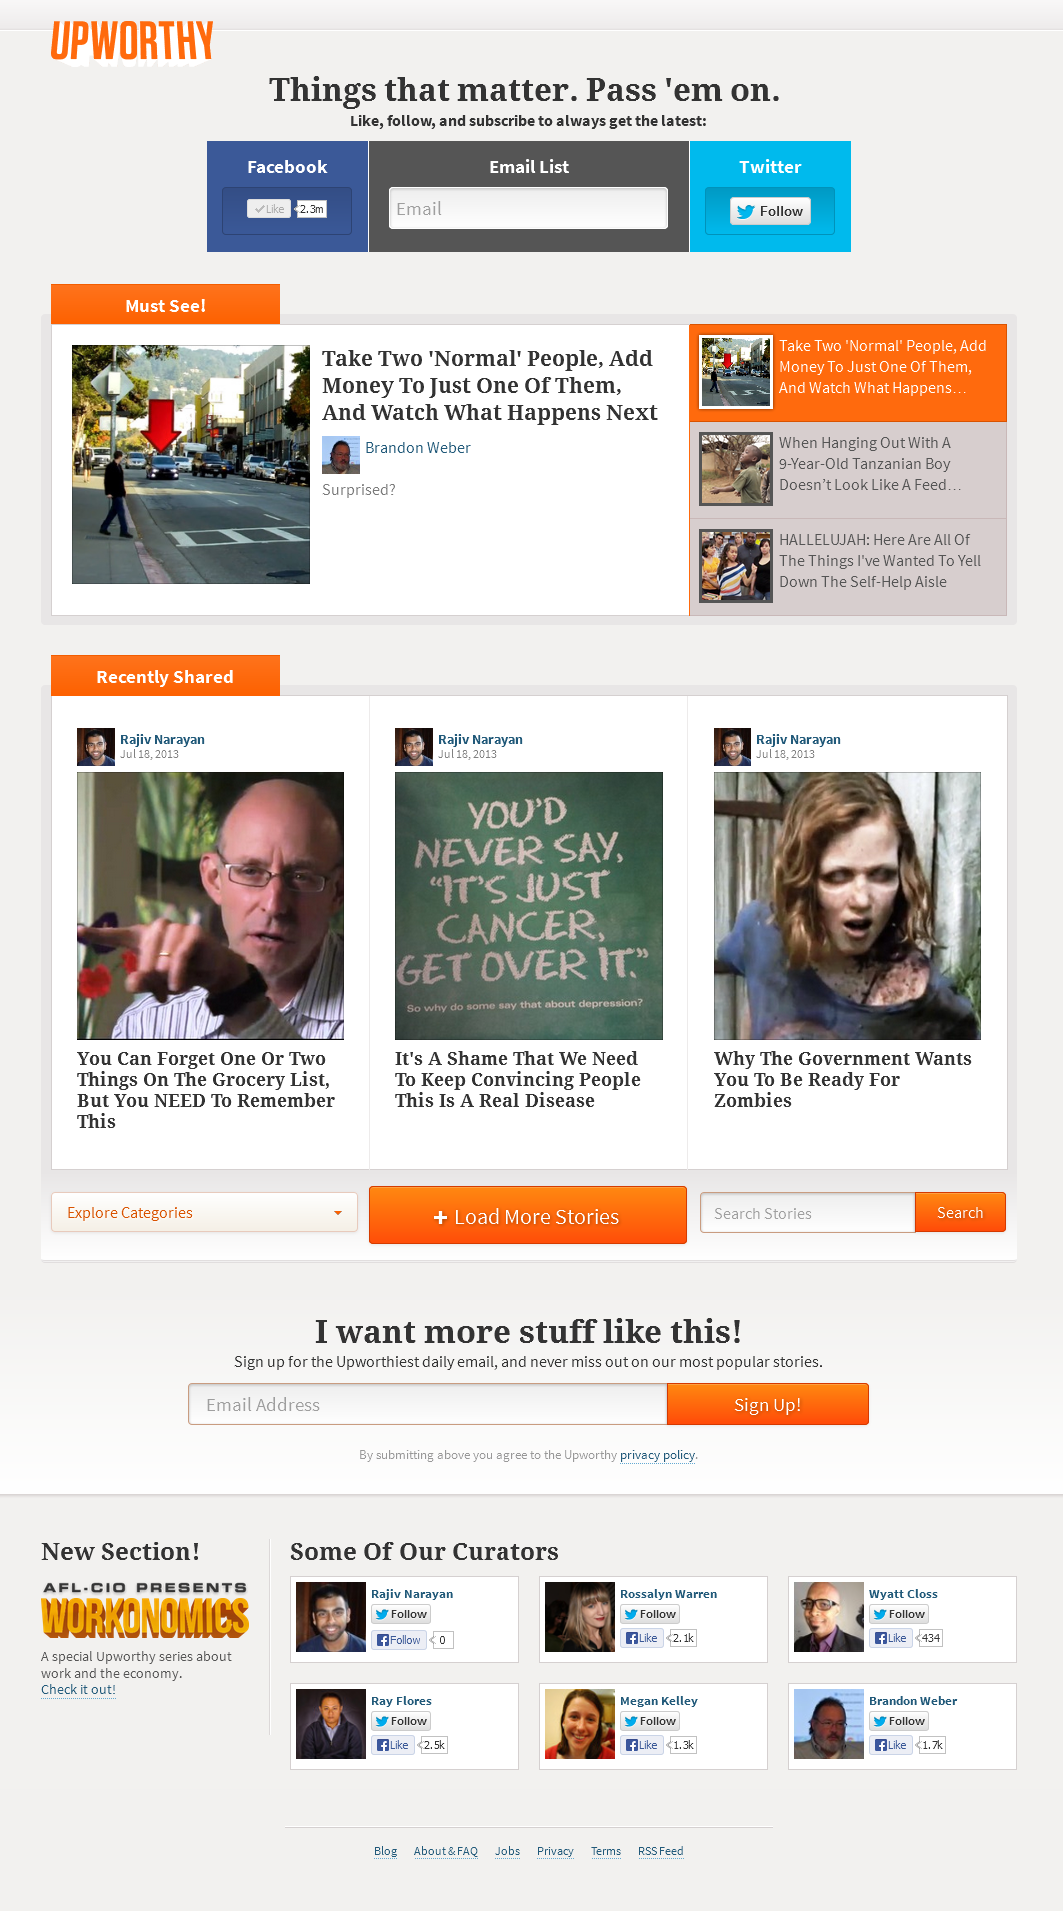 UPWORTHY
Things that matter. Pass 'em on.
Like, follow, and subscribe to always get the latest:
Facebook
Like 2.3m
Email List
Email
Twitter
Follow
Must See!
Take Two 'Normal' People, Add
Money To Just One Of Them,
And Watch What Happens Next
Brandon Weber
Surprised?
Take Two 'Normal' People, Add
Money To Just One Of Them,
And Watch What Happens…
When Hanging Out With A
9-Year-Old Tanzanian Boy
Doesn't Look Like A Feed…
HALLELUJAH: Here Are All Of
The Things I've Wanted To Yell
Down The Self-Help Aisle
Recently Shared
Rajiv Narayan
Jul 18, 2013
You Can Forget One Or Two
Things On The Grocery List,
But You NEED To Remember
This
Rajiv Narayan
Jul 18, 2013
YOU'D
NEVER SAY,
"IT'S JUST
CANCER,
GET OVER IT."
So why do some say that about depression?
It's A Shame That We Need
To Keep Convincing People
This Is A Real Disease
Rajiv Narayan
Jul 18, 2013
Why The Government Wants
You To Be Ready For
Zombies
Explore Categories
+ Load More Stories
Search Stories
Search
I want more stuff like this!
Sign up for the Upworthiest daily email, and never miss out on our most popular stories.
Email Address
Sign Up!
By submitting above you agree to the Upworthy privacy policy.
New Section!
AFL-CIO PRESENTS
WORKONOMICS
A special Upworthy series about
work and the economy.
Check it out!
Some Of Our Curators
Rajiv Narayan
Follow
Follow 0
Rossalyn Warren
Follow
Like 2.1k
Wyatt Closs
Follow
Like 434
Ray Flores
Follow
Like 2.5k
Megan Kelley
Follow
Like 1.3k
Brandon Weber
Follow
Like 1.7k
Blog About & FAQ Jobs Privacy Terms RSS Feed